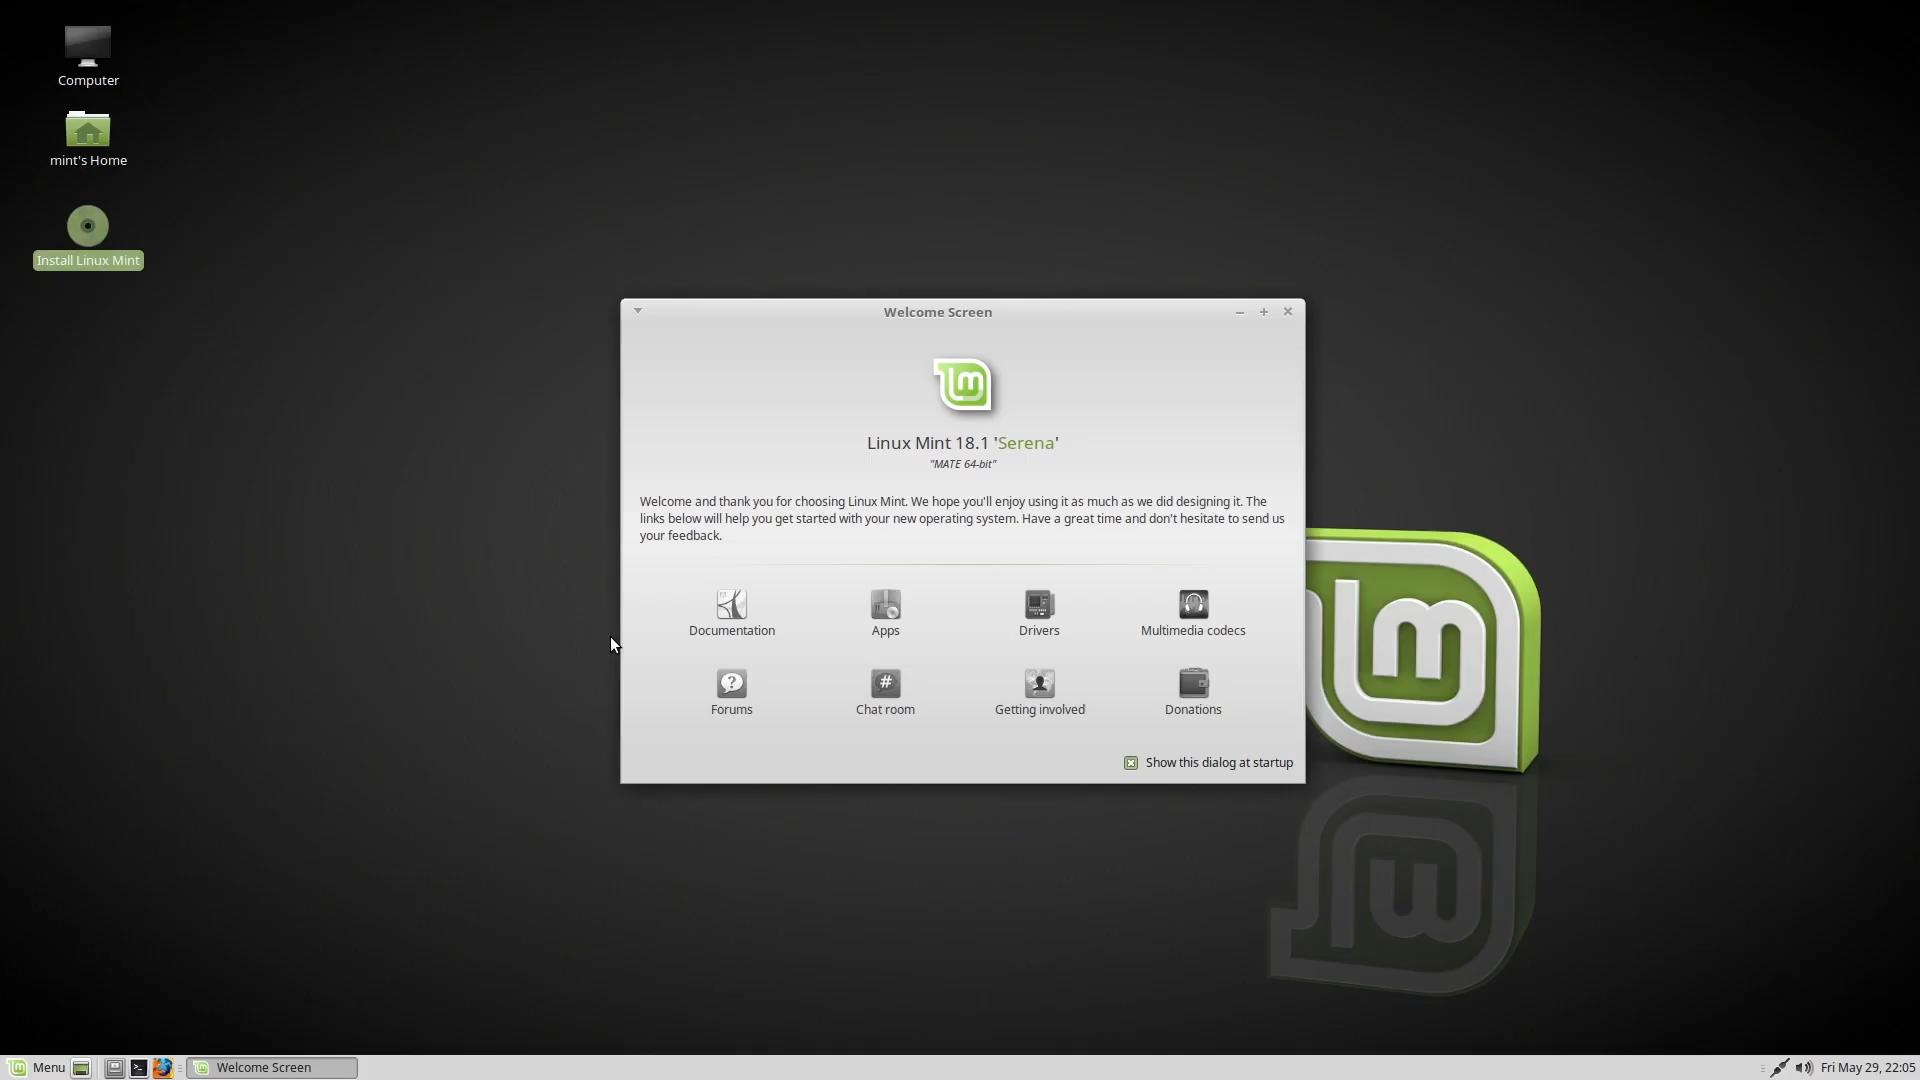 Computer
mint's Home
Install Linux Mint
Welcome Screen
Linux Mint 18.1 'Serena'
"MATE 64-bit"
Welcome and thank you for choosing Linux Mint. We hope you'll enjoy using it as much as we did designing it. The
links below will help you get started with your new operating system. Have a great time and don't hesitate to send us
your feedback.
Documentation
Apps
Drivers
Multimedia codecs
Forums
Chat room
Getting involved
Donations
Show this dialog at startup
Menu
Welcome Screen
Fri May 29, 22:05